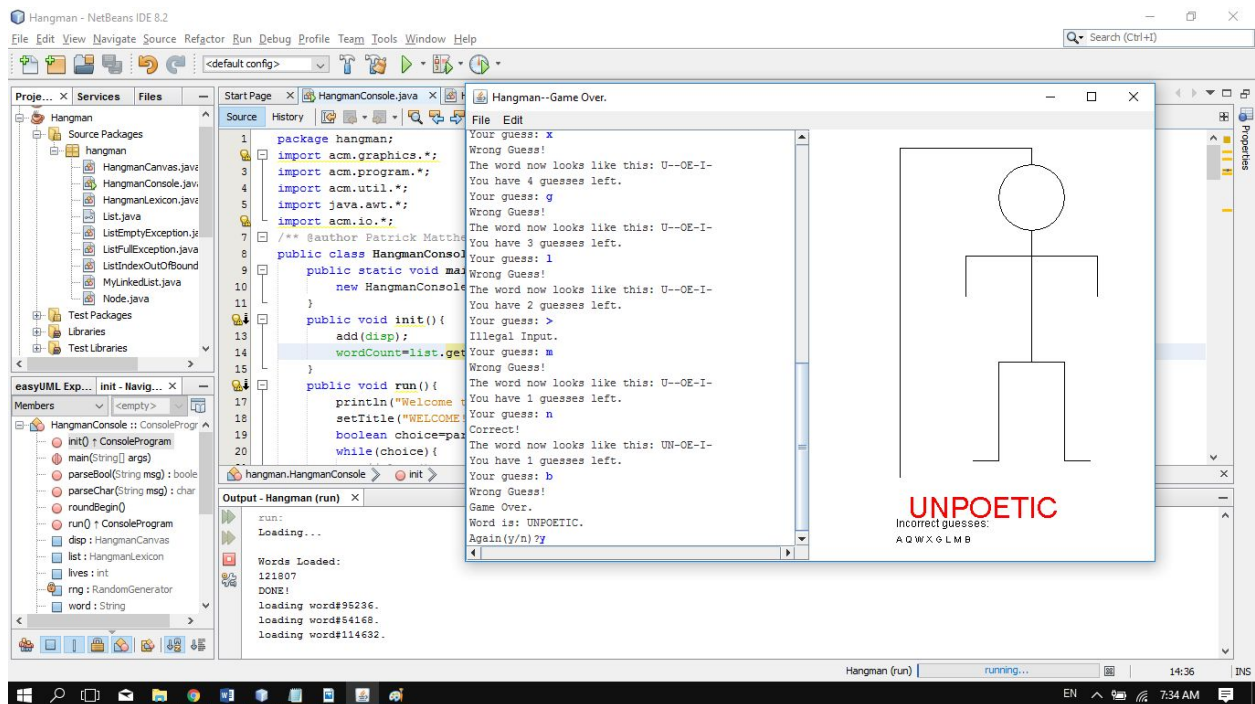 Hangman - NetBeans IDE 8.2
File Edit View Navigate Source Refactor Run Debug Profile Team Tools Window Help
Search (Ctrl+I)
<default config>
Proje... Services Files
Hangman
Source Packages
hangman
HangmanCanvas.java
HangmanConsole.java
HangmanLexicon.java
List.java
ListEmptyException.ja
ListFullException.java
ListIndexOutOfBound
MyLinkedList.java
Node.java
Test Packages
Libraries
Test Libraries
easyUML Exp... init - Navig...
Members <empty>
HangmanConsole :: ConsoleProgr
init() ↑ ConsoleProgram
main(String[] args)
parseBool(String msg) : boole
parseChar(String msg) : char
roundBegin()
run() ↑ ConsoleProgram
disp : HangmanCanvas
list : HangmanLexicon
lives : int
rng : RandomGenerator
word : String
Start Page HangmanConsole.java
Source History
1 package hangman;
import acm.graphics.*;
3 import acm.program.*;
4 import acm.util.*;
5 import java.awt.*;
import acm.io.*;
7 /** @author Patrick Matthe
8 public class HangmanConsol
9 public static void mai
10 new HangmanConsole
11 }
public void init(){
13 add(disp);
14 wordCount=list.get
15 }
public void run(){
17 println("Welcome t
18 setTitle("WELCOME!
19 boolean choice=par
20 while(choice){
hangman.HangmanConsole init
Output - Hangman (run)
run:
Loading...
Words Loaded:
121807
DONE!
loading word#95236.
loading word#54168.
loading word#114632.
Hangman--Game Over.
File Edit
Your guess: x
Wrong Guess!
The word now looks like this: U--OE-I-
You have 4 guesses left.
Your guess: g
Wrong Guess!
The word now looks like this: U--OE-I-
You have 3 guesses left.
Your guess: l
Wrong Guess!
The word now looks like this: U--OE-I-
You have 2 guesses left.
Your guess: >
Illegal Input.
Your guess: m
Wrong Guess!
The word now looks like this: U--OE-I-
You have 1 guesses left.
Your guess: n
Correct!
The word now looks like this: UN-OE-I-
You have 1 guesses left.
Your guess: b
Wrong Guess!
Game Over.
Word is: UNPOETIC.
Again(y/n)?y
UNPOETIC
Incorrect guesses:
A Q W X G L M B
Properties
Hangman (run) running... 14:36 INS
EN 7:34 AM